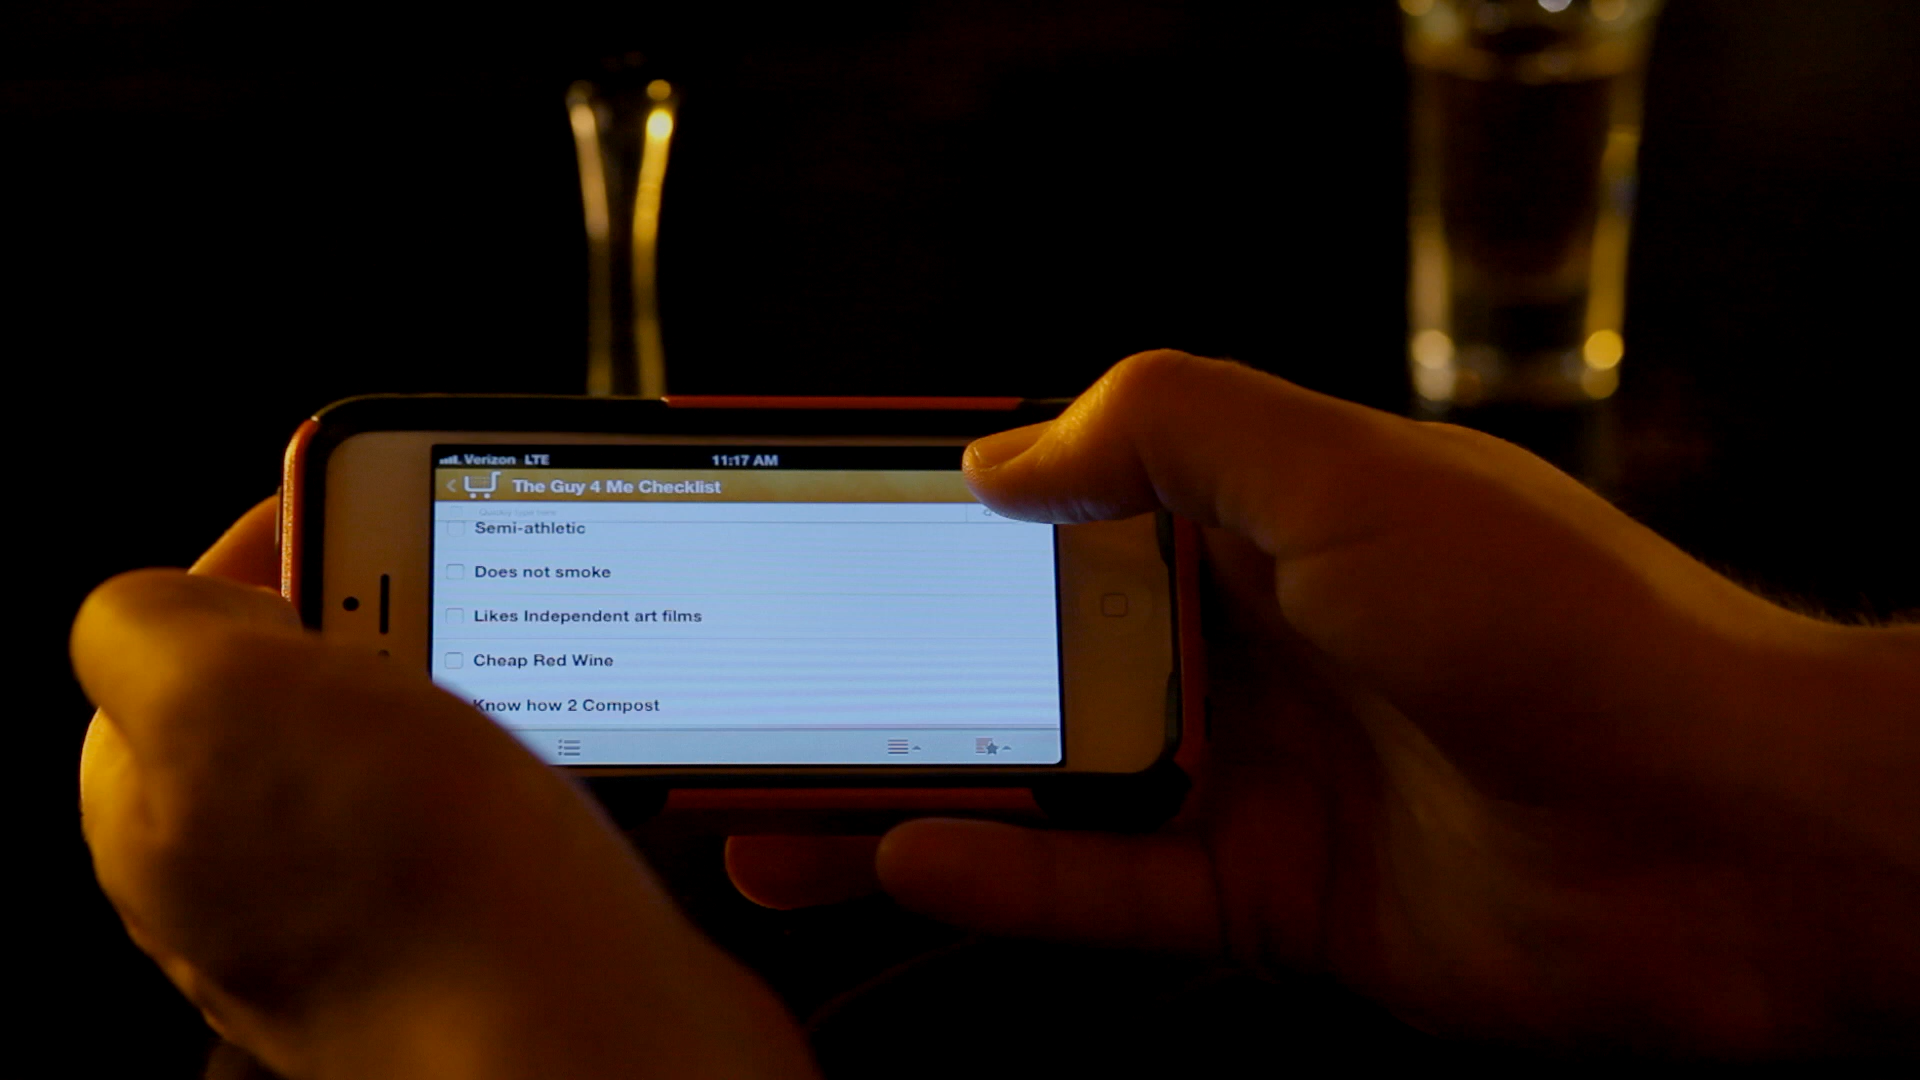 Verizon LTE
11:17 AM
The Guy 4 Me Checklist
Semi-athletic
Does not smoke
Likes Independent art films
Cheap Red Wine
Know how 2 Compost